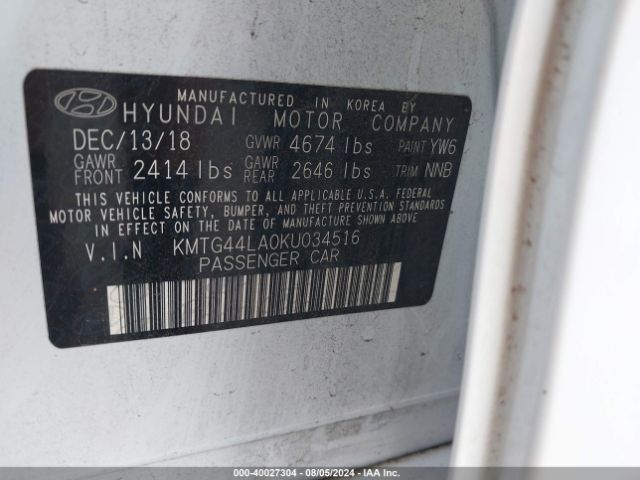 MANUFACTURED IN KOREA BY
HYUNDAI MOTOR COMPANY
DEC/13/18 GVWR 4674 lbs PAINT YW6
GAWR FRONT 2414 lbs GAWR REAR 2646 lbs TRIM NNB
THIS VEHICLE CONFORMS TO ALL APPLICABLE U.S.A. FEDERAL
MOTOR VEHICLE SAFETY, BUMPER, AND THEFT PREVENTION STANDARDS
IN EFFECT ON THE DATE OF MANUFACTURE SHOWN ABOVE.
V.I.N KMTG44LA0KU034516
PASSENGER CAR
000-40027304 - 08/05/2024 - IAA Inc.